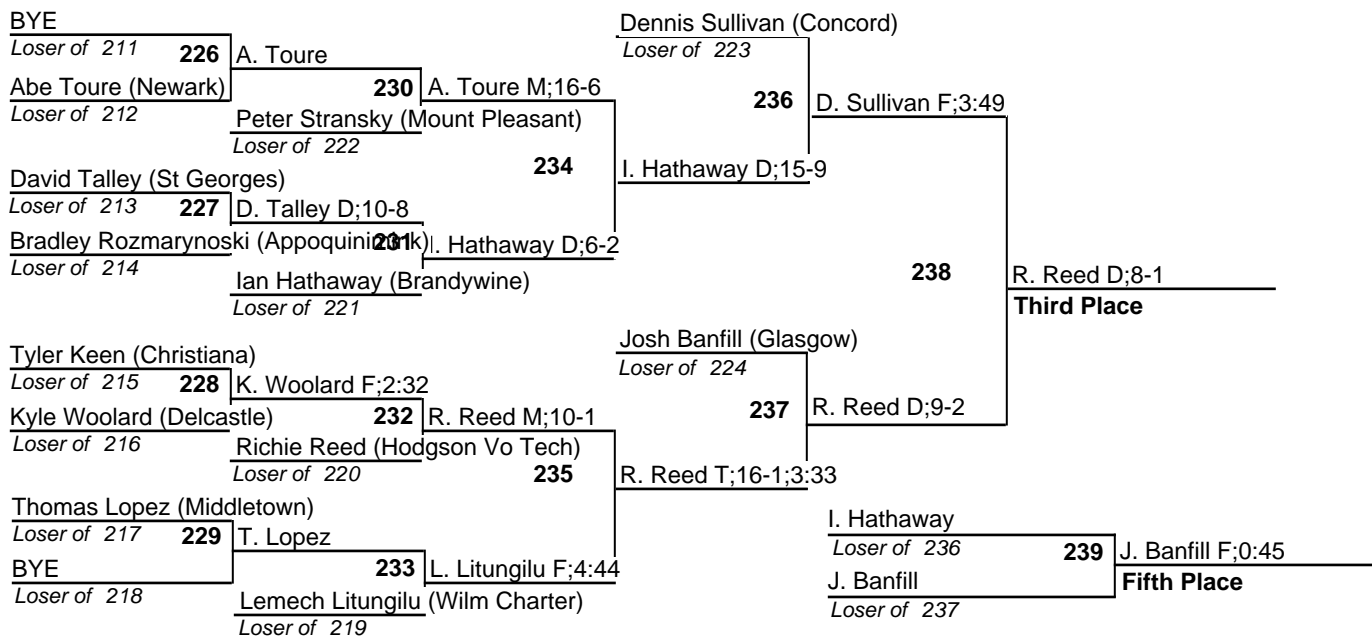 BYE
Loser of 211
226
A. Toure
Abe Toure (Newark)
Loser of 212
230
A. Toure M;16-6
Peter Stransky (Mount Pleasant)
Loser of 222
234
David Talley (St Georges)
Loser of 213
227
D. Talley D;10-8
Bradley Rozmarynoski (Appoquinimink)
Loser of 214
231
I. Hathaway D;6-2
Ian Hathaway (Brandywine)
Loser of 221
Dennis Sullivan (Concord)
Loser of 223
236
D. Sullivan F;3:49
I. Hathaway D;15-9
238
R. Reed D;8-1
Third Place
Tyler Keen (Christiana)
Loser of 215
228
K. Woolard F;2:32
Kyle Woolard (Delcastle)
Loser of 216
232
R. Reed M;10-1
Richie Reed (Hodgson Vo Tech)
Loser of 220
235
Thomas Lopez (Middletown)
Loser of 217
229
T. Lopez
BYE
Loser of 218
233
L. Litungilu F;4:44
Lemech Litungilu (Wilm Charter)
Loser of 219
Josh Banfill (Glasgow)
Loser of 224
237
R. Reed D;9-2
R. Reed T;16-1;3:33
I. Hathaway
Loser of 236
239
J. Banfill F;0:45
J. Banfill
Fifth Place
Loser of 237